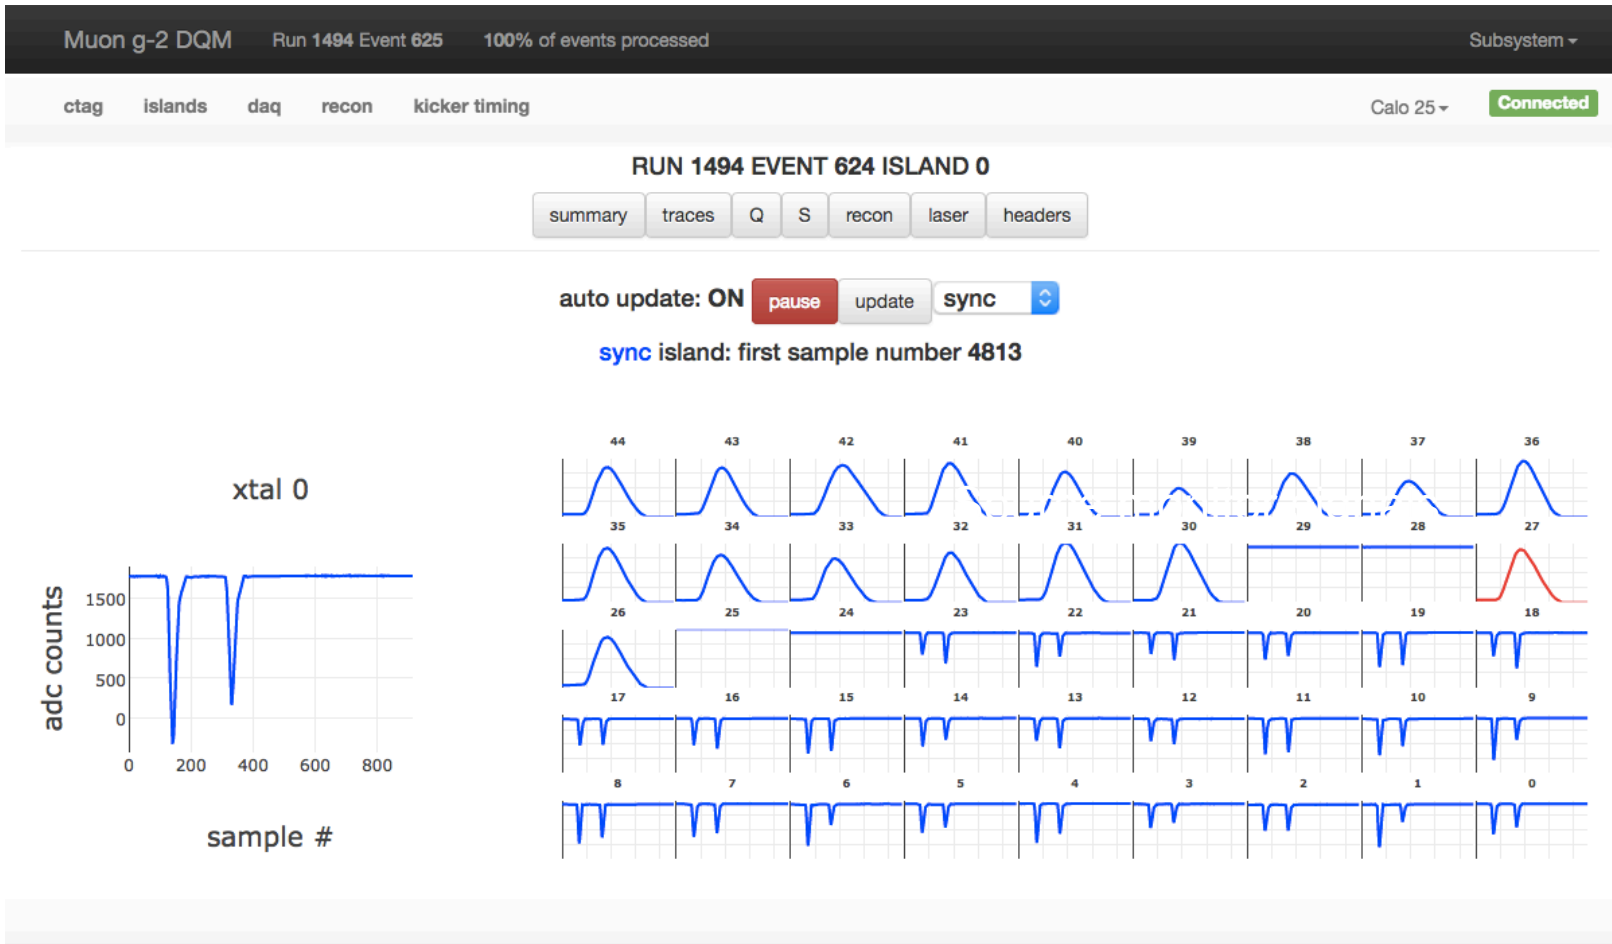 Muon g-2 DQM Run 1494 Event 625 100% of events processed Subsystem
ctag islands daq recon kicker timing Calo 25 Connected
RUN 1494 EVENT 624 ISLAND 0
summary traces Q S recon laser headers
auto update: ON pause update sync
sync island: first sample number 4813
xtal 0
adc counts
1500
1000
500
0
0 200 400 600 800
sample #
44 43 42 41 40 39 38 37 36
35 34 33 32 31 30 29 28 27
26 25 24 23 22 21 20 19 18
17 16 15 14 13 12 11 10 9
8 7 6 5 4 3 2 1 0